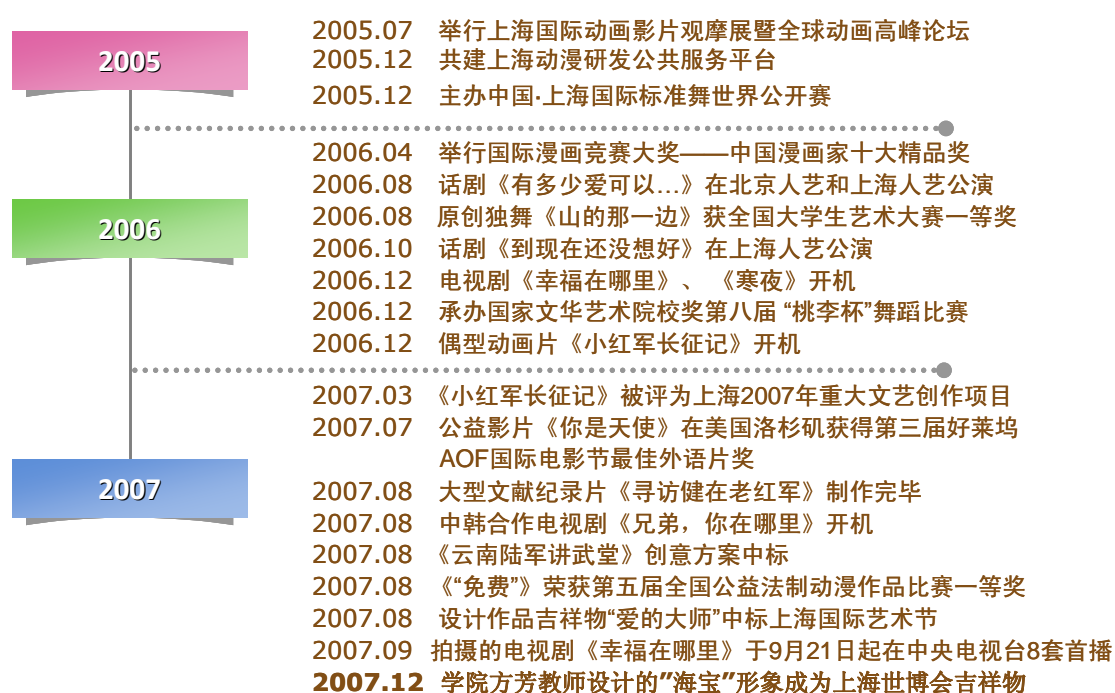 2005
2005.07 举行上海国际动画影片观摩展暨全球动画高峰论坛
2005.12 共建上海动漫研发公共服务平台
2005.12 主办中国·上海国际标准舞世界公开赛
2006
2006.04 举行国际漫画竞赛大奖——中国漫画家十大精品奖
2006.08 话剧《有多少爱可以...》在北京人艺和上海人艺公演
2006.08 原创独舞《山的那一边》获全国大学生艺术大赛一等奖
2006.10 话剧《到现在还没想好》在上海人艺公演
2006.12 电视剧《幸福在哪里》、 《寒夜》开机
2006.12 承办国家文华艺术院校奖第八届 “桃李杯”舞蹈比赛
2006.12 偶型动画片《小红军长征记》开机
2007
2007.03 《小红军长征记》被评为上海2007年重大文艺创作项目
2007.07 公益影片《你是天使》在美国洛杉矶获得第三届好莱坞
AOF国际电影节最佳外语片奖
2007.08 大型文献纪录片《寻访健在老红军》制作完毕
2007.08 中韩合作电视剧《兄弟，你在哪里》开机
2007.08 《云南陆军讲武堂》创意方案中标
2007.08 《“免费”》荣获第五届全国公益法制动漫作品比赛一等奖
2007.08 设计作品吉祥物“爱的大师”中标上海国际艺术节
2007.09 拍摄的电视剧《幸福在哪里》于9月21日起在中央电视台8套首播
2007.12 学院方芳教师设计的"海宝"形象成为上海世博会吉祥物